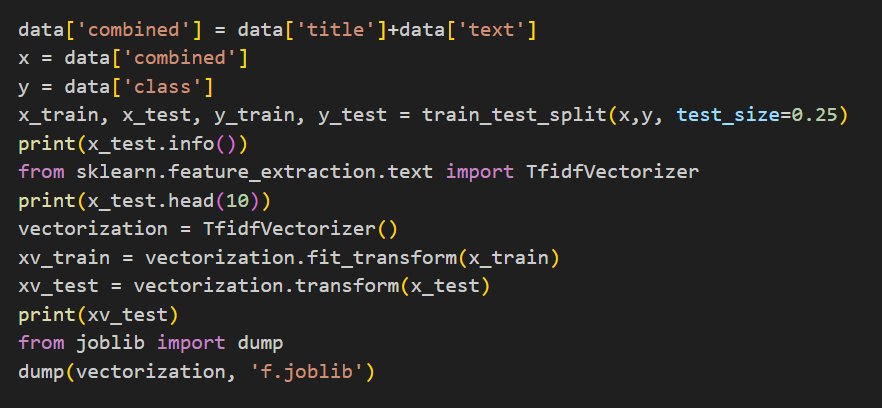 data['combined'] = data['title']+data['text']
x = data['combined']
y = data['class']
x_train, x_test, y_train, y_test = train_test_split(x,y, test_size=0.25)
print(x_test.info())
from sklearn.feature_extraction.text import TfidfVectorizer
print(x_test.head(10))
vectorization = TfidfVectorizer()
xv_train = vectorization.fit_transform(x_train)
xv_test = vectorization.transform(x_test)
print(xv_test)
from joblib import dump
dump(vectorization, 'f.joblib')